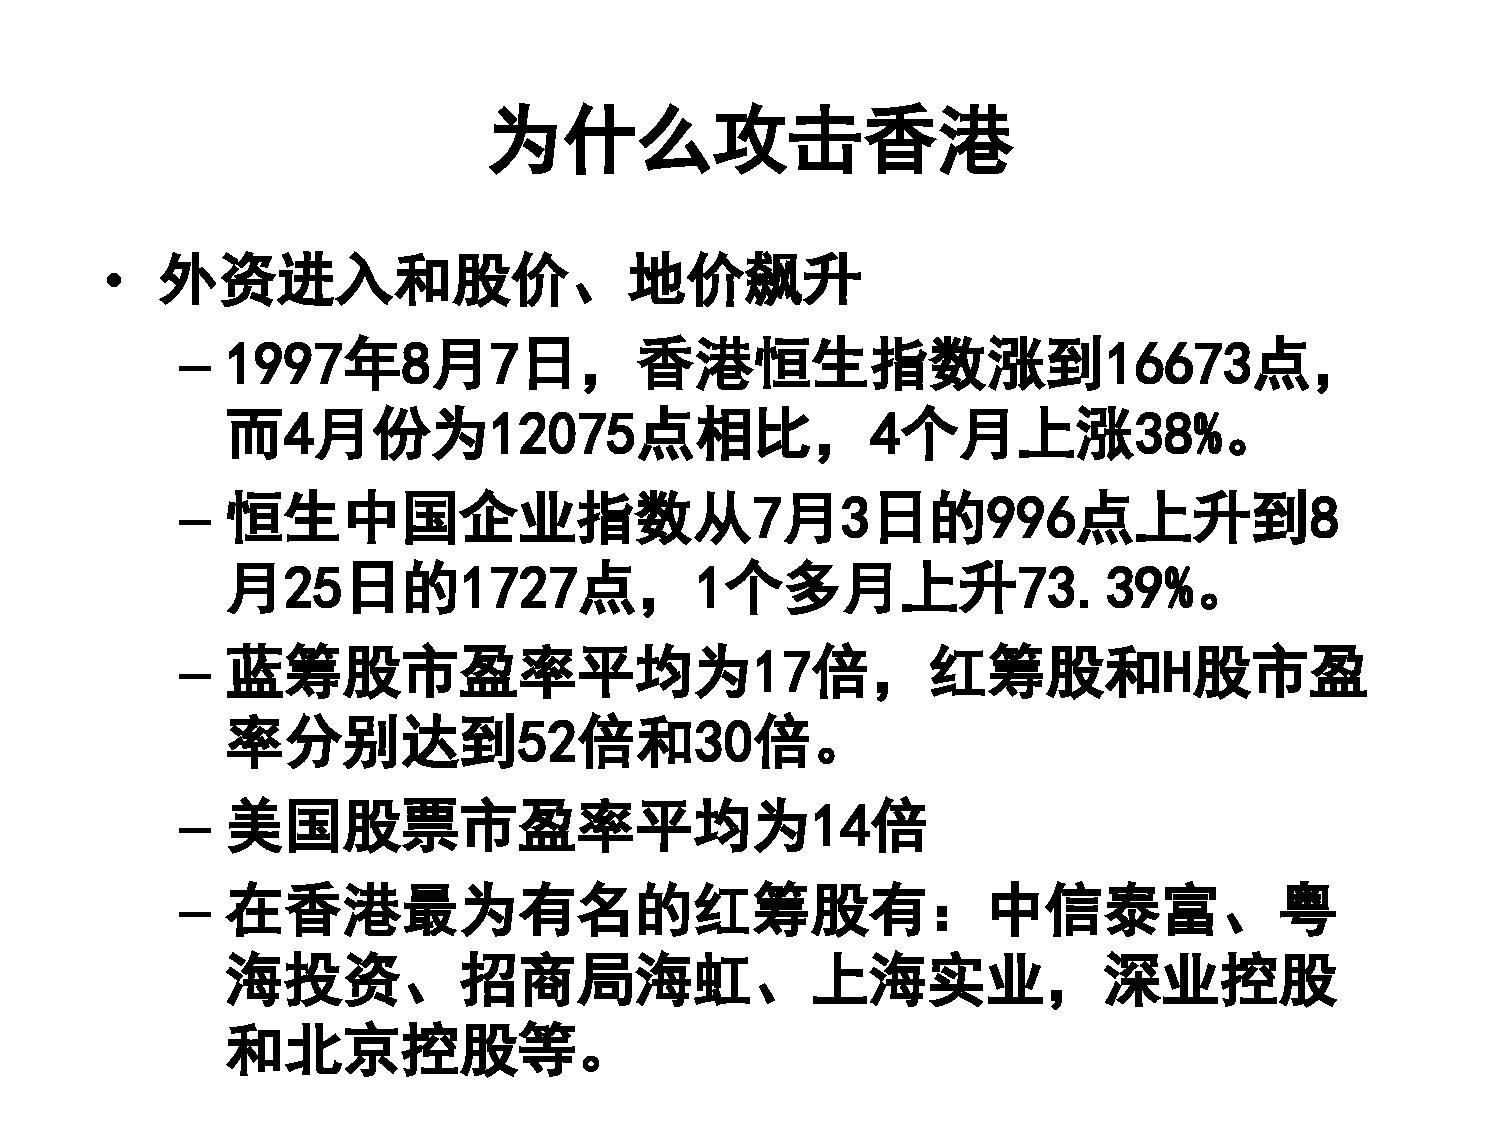 为什么攻击香港
• 外资进入和股价、地价飙升
– 1997年8月7日，香港恒生指数涨到16673点，
而4月份为12075点相比，4个月上涨38%。
– 恒生中国企业指数从7月3日的996点上升到8
月25日的1727点，1个多月上升73.39%。
– 蓝筹股市盈率平均为17倍，红筹股和H股市盈
率分别达到52倍和30倍。
– 美国股票市盈率平均为14倍
– 在香港最为有名的红筹股有：中信泰富、粤
海投资、招商局海虹、上海实业，深业控股
和北京控股等。